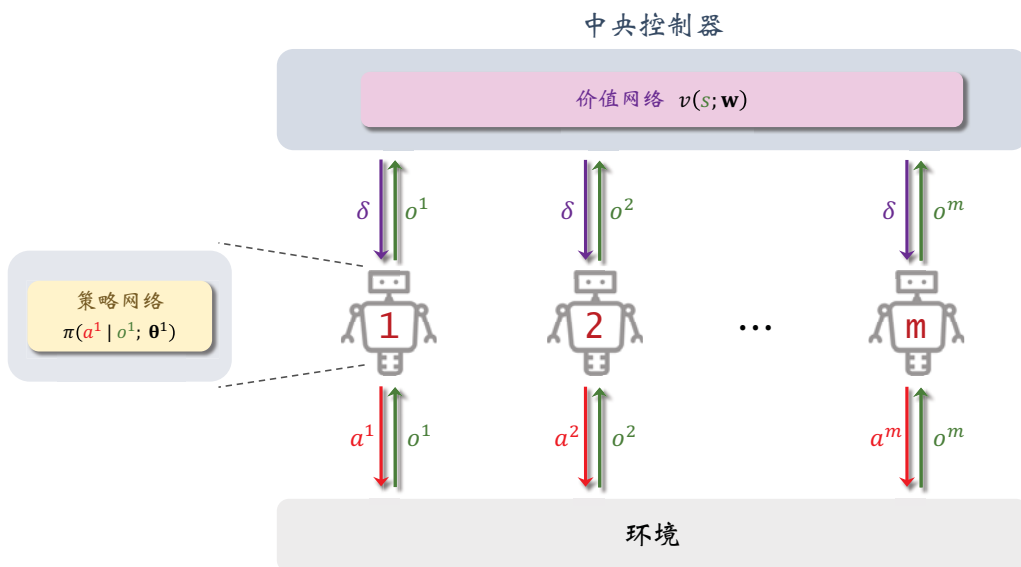 中央控制器
价值网络 v(s;w)
δ o¹ δ o² δ oᵐ
策略网络
π(a¹ | o¹; θ¹)
1 2 … m
a¹ o¹ a² o² aᵐ oᵐ
环境